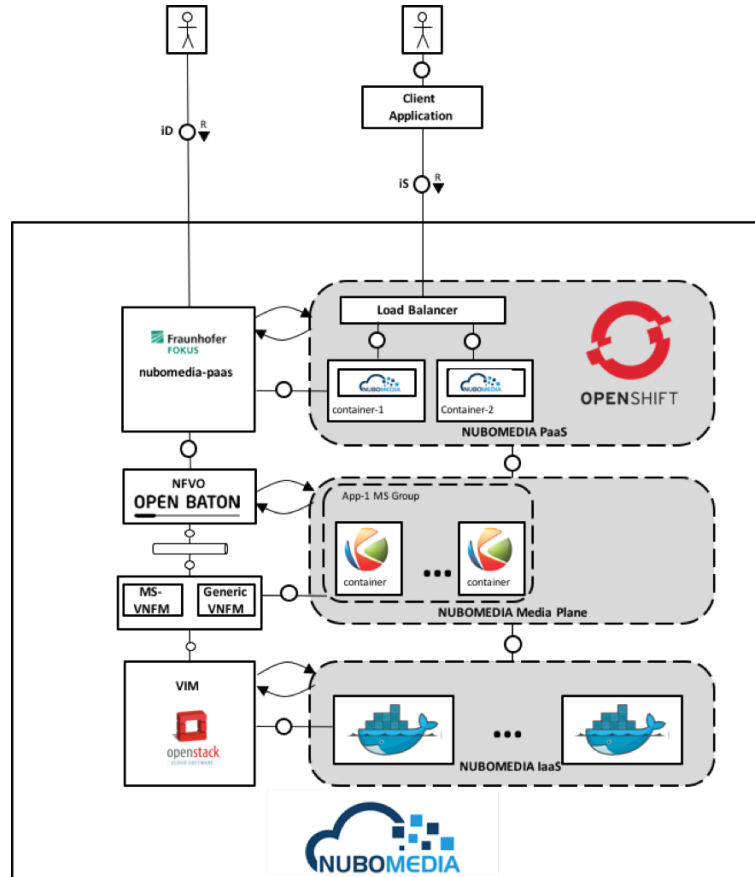 Client
Application
iD
R
iS
R
Load Balancer
Fraunhofer
FOKUS
nubomedia-paas
NUBOMEDIA
NUBOMEDIA
container-1
Container-2
OPENSHIFT
NUBOMEDIA PaaS
NFVO
OPEN BATON
App-1 MS Group
container
...
container
MS-
VNFM
Generic
VNFM
NUBOMEDIA Media Plane
VIM
openstack
CLOUD SOFTWARE
...
NUBOMEDIA IaaS
NUBOMEDIA